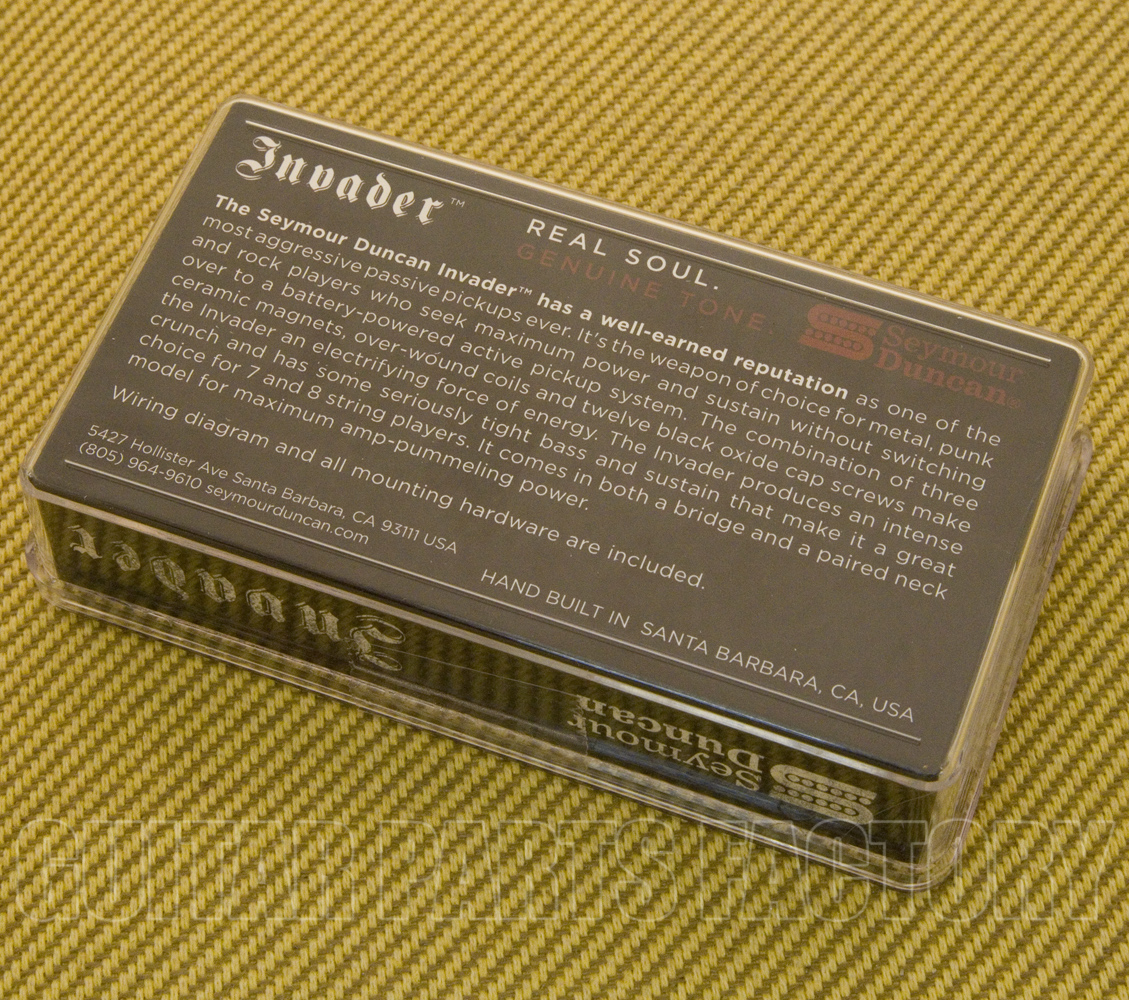 Invader™
REAL SOUL.
GENUINE TONE.
Seymour
Duncan®
The Seymour Duncan Invader™ has a well-earned reputation as one of the
most aggressive passive pickups ever. It's the weapon of choice for metal, punk
and rock players who seek maximum power and sustain without switching
over to a battery-powered active pickup system. The combination of three
ceramic magnets, over-wound coils and twelve black oxide cap screws make
the Invader an electrifying force of energy. The Invader produces an intense
crunch and has some seriously tight bass and sustain that make it a great
choice for 7 and 8 string players. It comes in both a bridge and a paired neck
model for maximum amp-pummeling power.
Wiring diagram and all mounting hardware are included.
5427 Hollister Ave Santa Barbara, CA 93111 USA
(805) 964-9610 seymourduncan.com
HAND BUILT IN SANTA BARBARA, CA, USA
Invader
Seymour
Duncan
GUITAR PARTS FACTORY